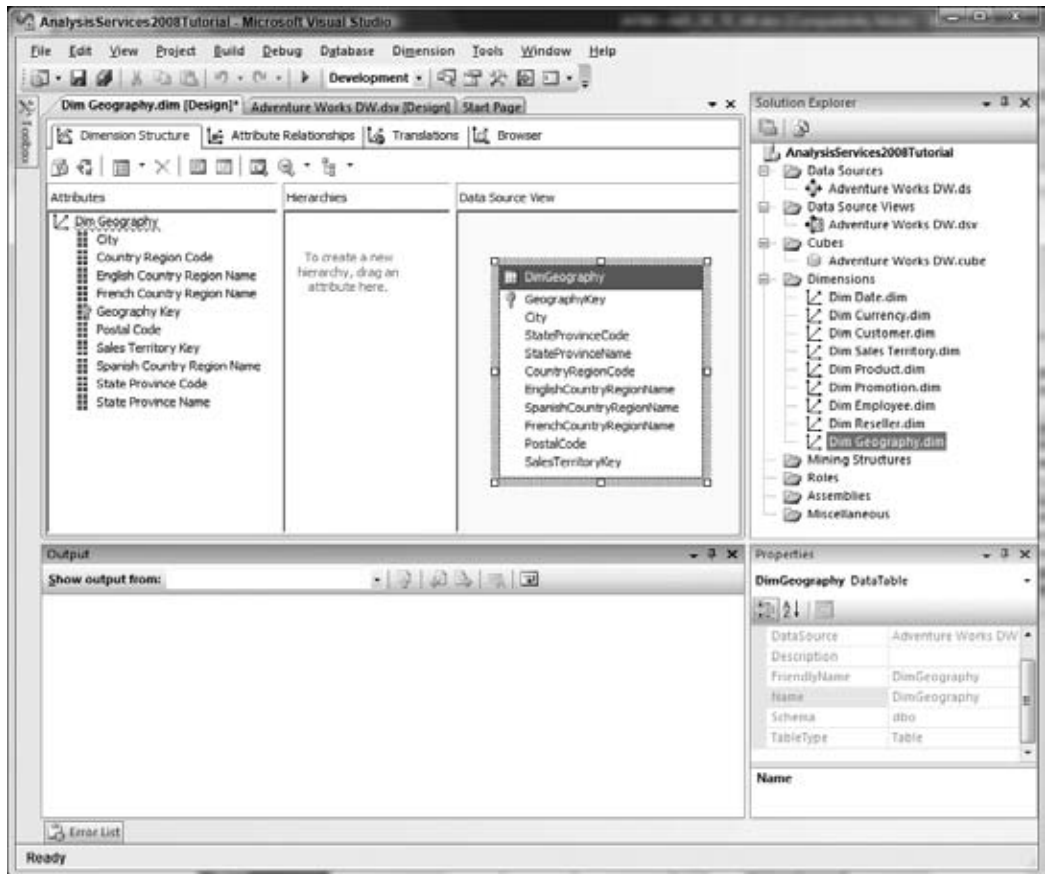 AnalysisServices2008Tutorial - Microsoft Visual Studio
File Edit View Project Build Debug Database Dimension Tools Window Help
Development
Toolbox
Dim Geography.dim [Design]* Adventure Works DW.dsv [Design] Start Page
Dimension Structure Attribute Relationships Translations Browser
Attributes
Dim Geography
City
Country Region Code
English Country Region Name
French Country Region Name
Geography Key
Postal Code
Sales Territory Key
Spanish Country Region Name
State Province Code
State Province Name
Hierarchies
To create a new
hierarchy, drag an
attribute here.
Data Source View
DimGeography
GeographyKey
City
StateProvinceCode
StateProvinceName
CountryRegionCode
EnglishCountryRegionName
SpanishCountryRegionName
FrenchCountryRegionName
PostalCode
SalesTerritoryKey
Solution Explorer
AnalysisServices2008Tutorial
Data Sources
Adventure Works DW.ds
Data Source Views
Adventure Works DW.dsv
Cubes
Adventure Works DW.cube
Dimensions
Dim Date.dim
Dim Currency.dim
Dim Customer.dim
Dim Sales Territory.dim
Dim Product.dim
Dim Promotion.dim
Dim Employee.dim
Dim Reseller.dim
Dim Geography.dim
Mining Structures
Roles
Assemblies
Miscellaneous
Output
Show output from:
Properties
DimGeography DataTable
DataSource Adventure Works DW
Description
FriendlyName DimGeography
Name DimGeography
Schema dbo
TableType Table
Name
Error List
Ready